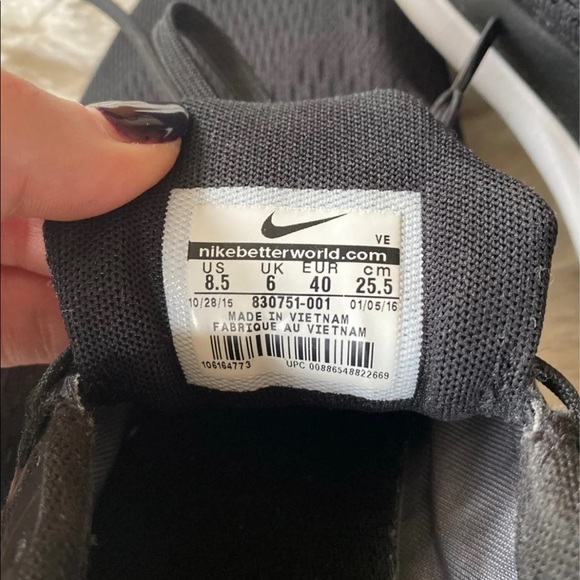 VE
nikebetterworld.com
US UK EUR cm
8.5 6 40 25.5
10/28/15 830751-001 01/05/16
MADE IN VIETNAM
FABRIQUE AU VIETNAM
106164773 UPC 00886548822669